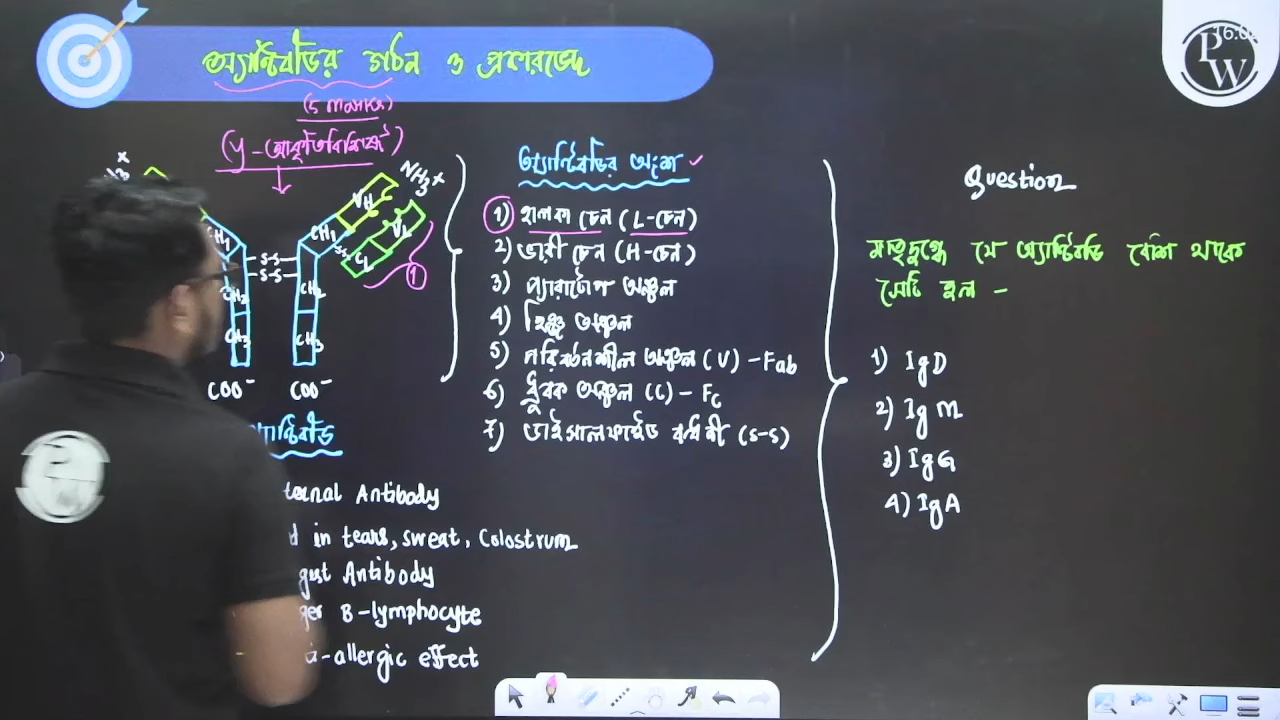 অ্যান্টিবডির গঠন ও প্রকারভেদ
(5 marks)
(y - আকৃতিবিশিষ্ট)
NH3+
VH
VL
CH1
CL
S-S
CH1
S-S
S-S
CH2
CH2
CH3
CH3
COO⁻ COO⁻
1
অ্যান্টিবডির অংশ ✓
1) হালকা চেন (L-চেন)
2) ভারী চেন (H-চেন)
3) প্যারাটোপ অঞ্চল
4) হিঞ্জ অঞ্চল
5) পরিবর্তনশীল অঞ্চল (V) - Fab
6) ধ্রুবক অঞ্চল (C) - Fc
7) ডাইসালফাইড বন্ধনী (S-S)
ternal Antibody
d in tears, sweat, Colostrum
gest Antibody
ger B-lymphocyte
i-allergic effect
Question
মাতৃদুগ্ধে যে অ্যান্টিবডি বেশি থাকে
সেটি হল -
1) IgD
2) IgM
3) IgG
4) IgA
PW